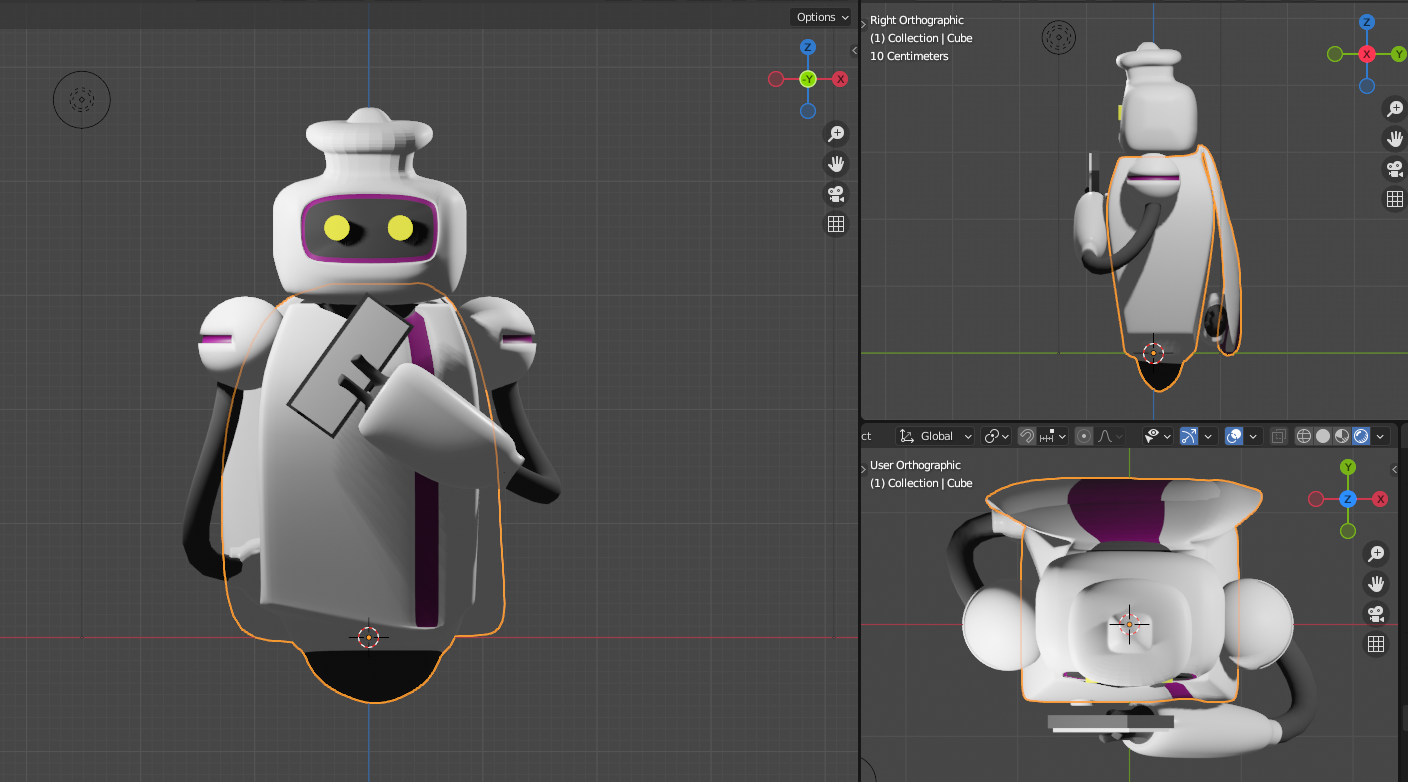 Options
Z
-Y
X
Right Orthographic
(1) Collection | Cube
10 Centimeters
Z
X
Y
ct
Global
User Orthographic
(1) Collection | Cube
Y
Z
X